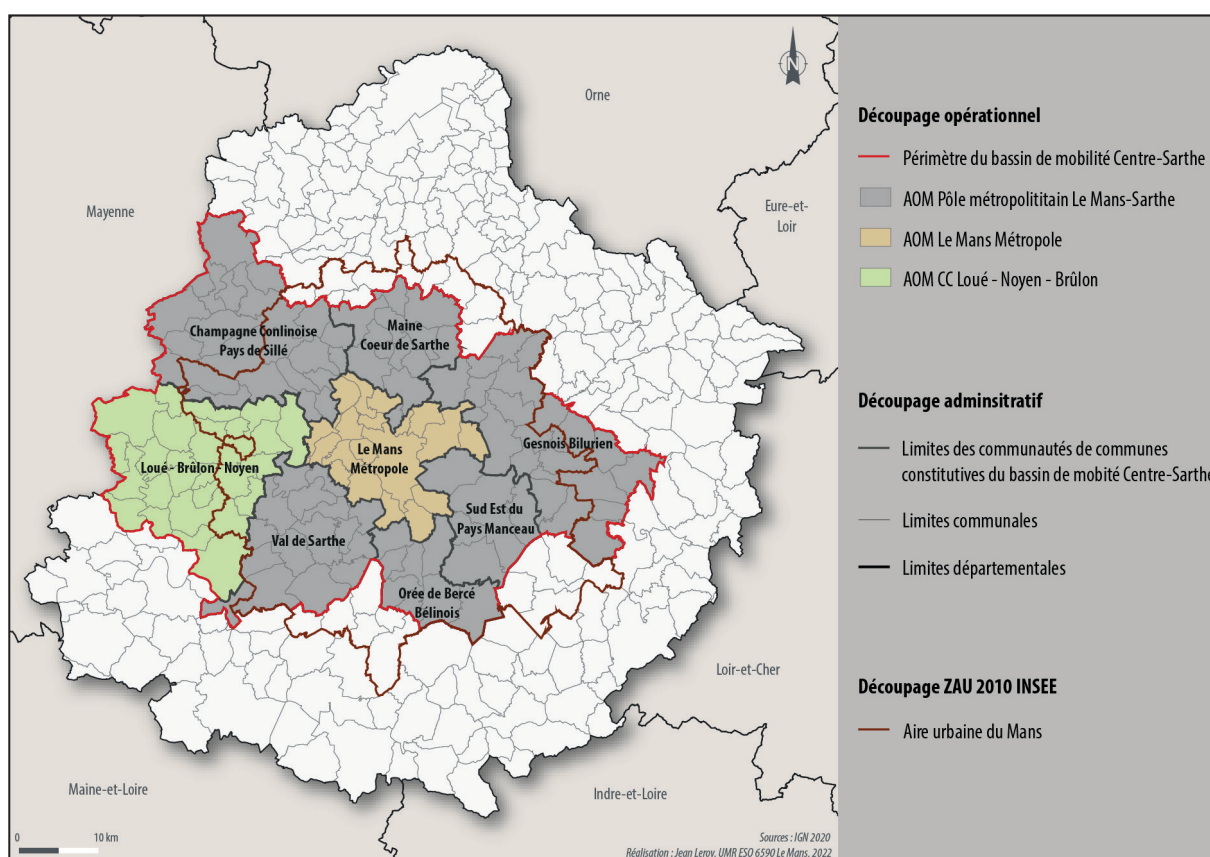 Orne
N
Mayenne
Eure-et-
Loir
Champagne Conlinoise
Pays de Sillé
Maine
Coeur de Sarthe
Le Mans
Métropole
Gesnois Bilurien
Loué - Brûlon - Noyen
Sud Est du
Pays Manceau
Val de Sarthe
Orée de Bercé
Bélinois
Loir-et-Cher
Maine-et-Loire
Indre-et-Loire
0 10 km
Sources : IGN 2020
Réalisation : Jean Leroy, UMR ESO 6590 Le Mans, 2022
Découpage opérationnel
Périmètre du bassin de mobilité Centre-Sarthe
AOM Pôle métropolititain Le Mans-Sarthe
AOM Le Mans Métropole
AOM CC Loué - Noyen - Brûlon
Découpage adminsitratif
Limites des communautés de communes
constitutives du bassin de mobité Centre-Sarthe
Limites communales
Limites départementales
Découpage ZAU 2010 INSEE
Aire urbaine du Mans